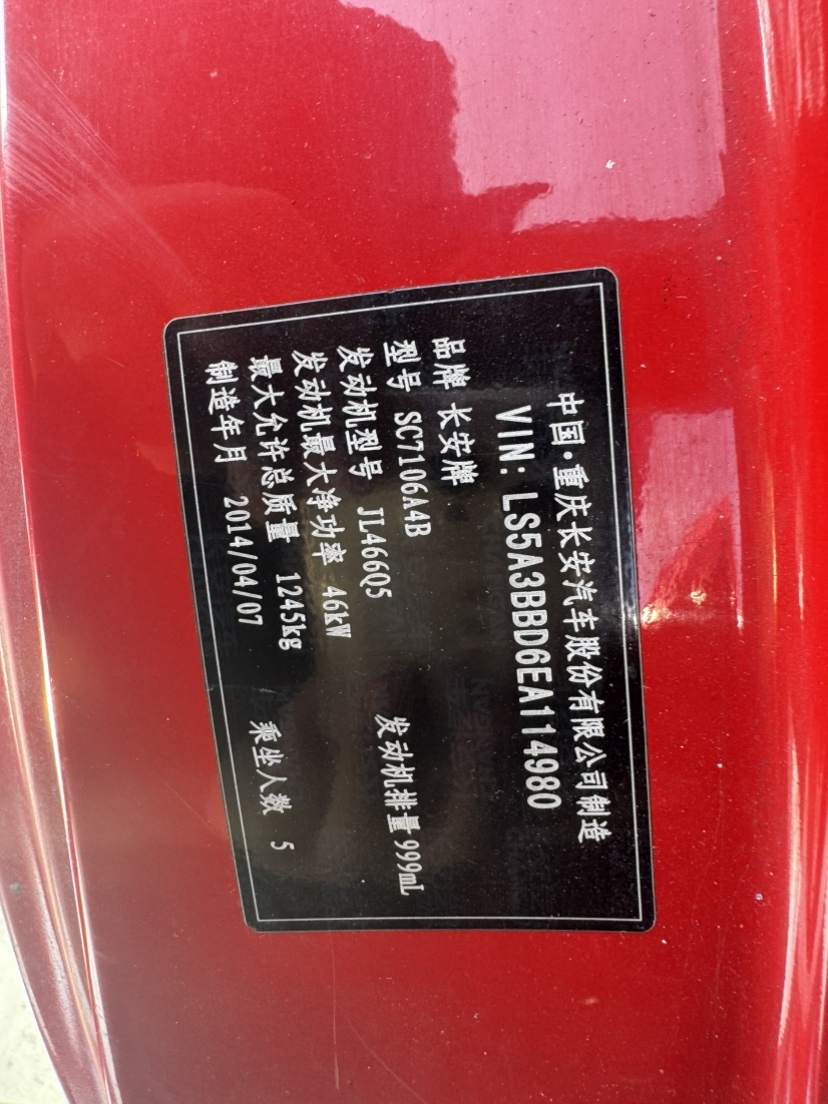 中国·重庆长安汽车股份有限公司制造
VIN: LS5A3BBD6EA114980
品牌 长安牌
型号 SC7106A4B
发动机型号 JL466Q5 发动机排量 999mL
发动机最大净功率 46kW
最大允许总质量 1245kg 乘坐人数 5
制造年月 2014/04/07